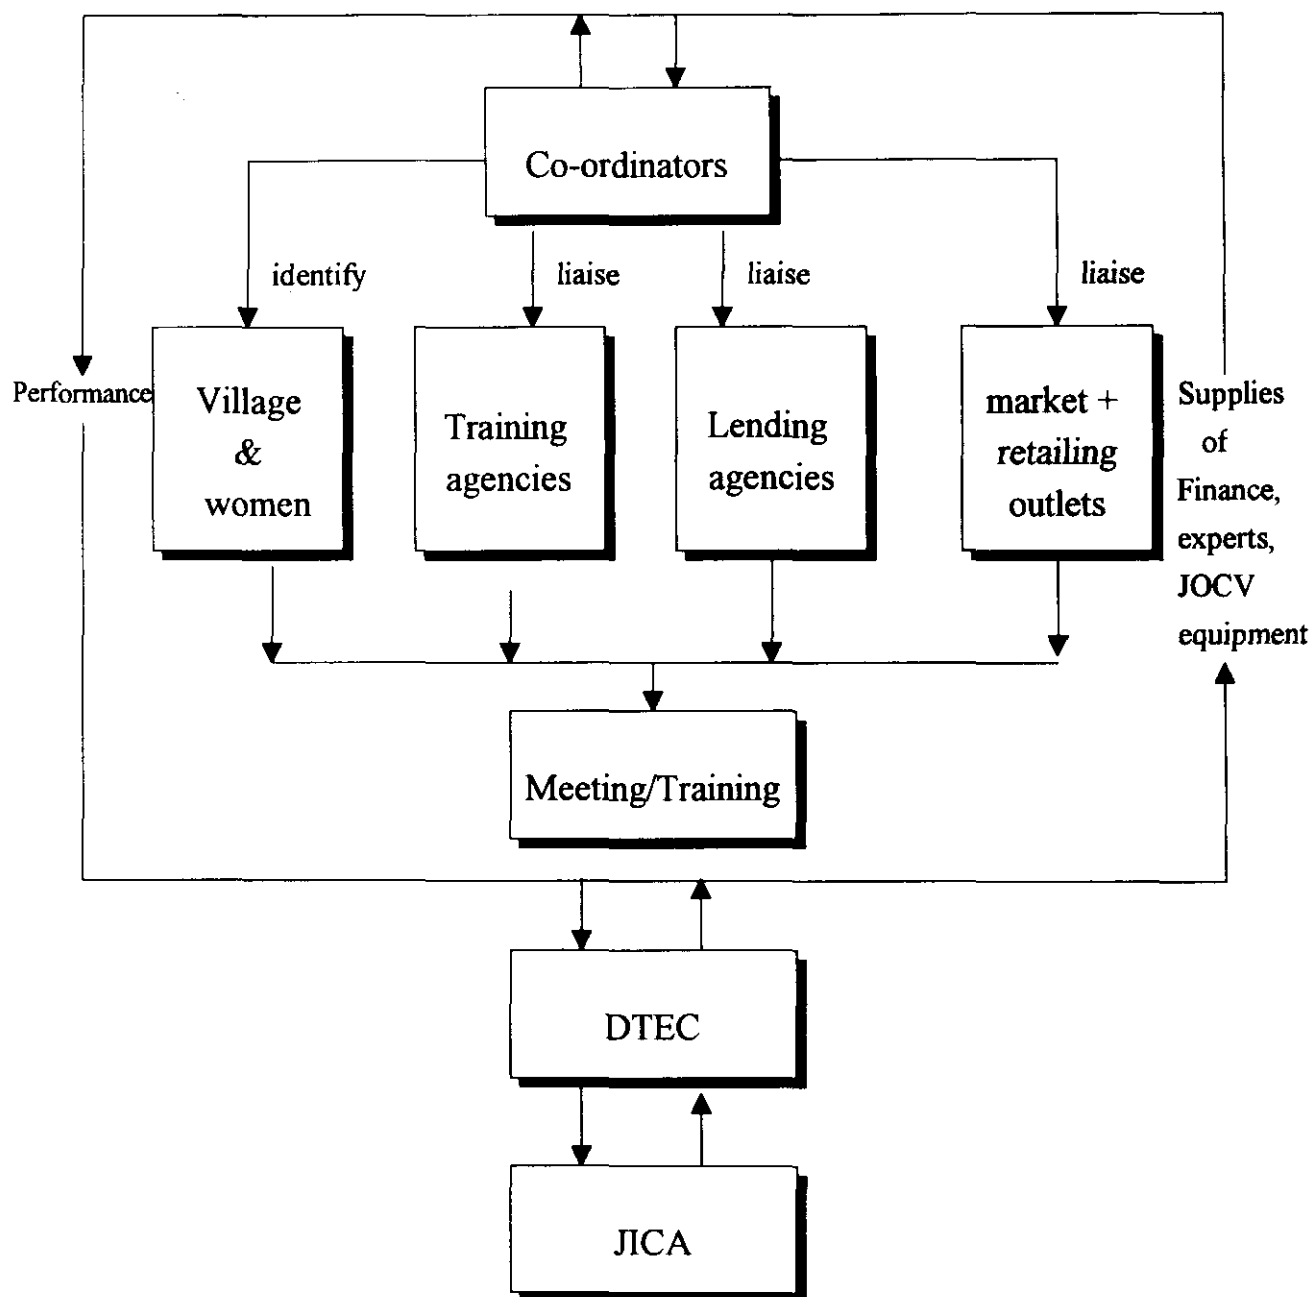 Co-ordinators
identify
liaise
liaise
liaise
Performance
Village
&
women
Training
agencies
Lending
agencies
market +
retailing
outlets
Supplies
of
Finance,
experts,
JOCV
equipment
Meeting/Training
DTEC
JICA